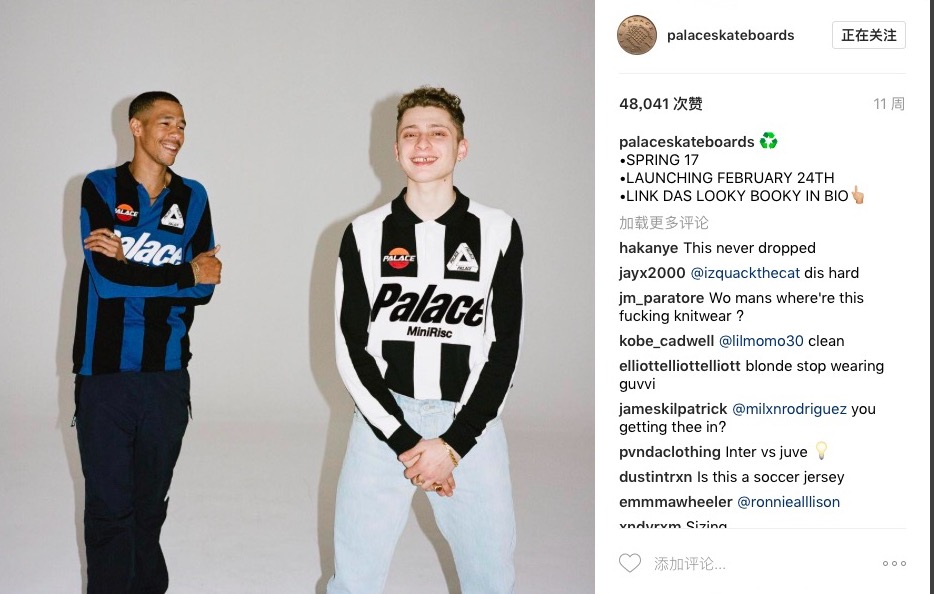 PALACE
PALACE
Palace
PALACE
PALACE
Palace
MiniRisc
palaceskateboards
正在关注
48,041 次赞
11 周
palaceskateboards ♻️
•SPRING 17
•LAUNCHING FEBRUARY 24TH
•LINK DAS LOOKY BOOKY IN BIO👆🏼
加载更多评论
hakanye This never dropped
jayx2000 @izquackthecat dis hard
jm_paratore Wo mans where're this
fucking knitwear ?
kobe_cadwell @lilmomo30 clean
elliottelliottelliott blonde stop wearing
guvvi
jameskilpatrick @milxnrodriguez you
getting thee in?
pvndaclothing Inter vs juve 💡
dustintrxn Is this a soccer jersey
emmmawheeler @ronniealllison
xndyrxm Sizing
添加评论...